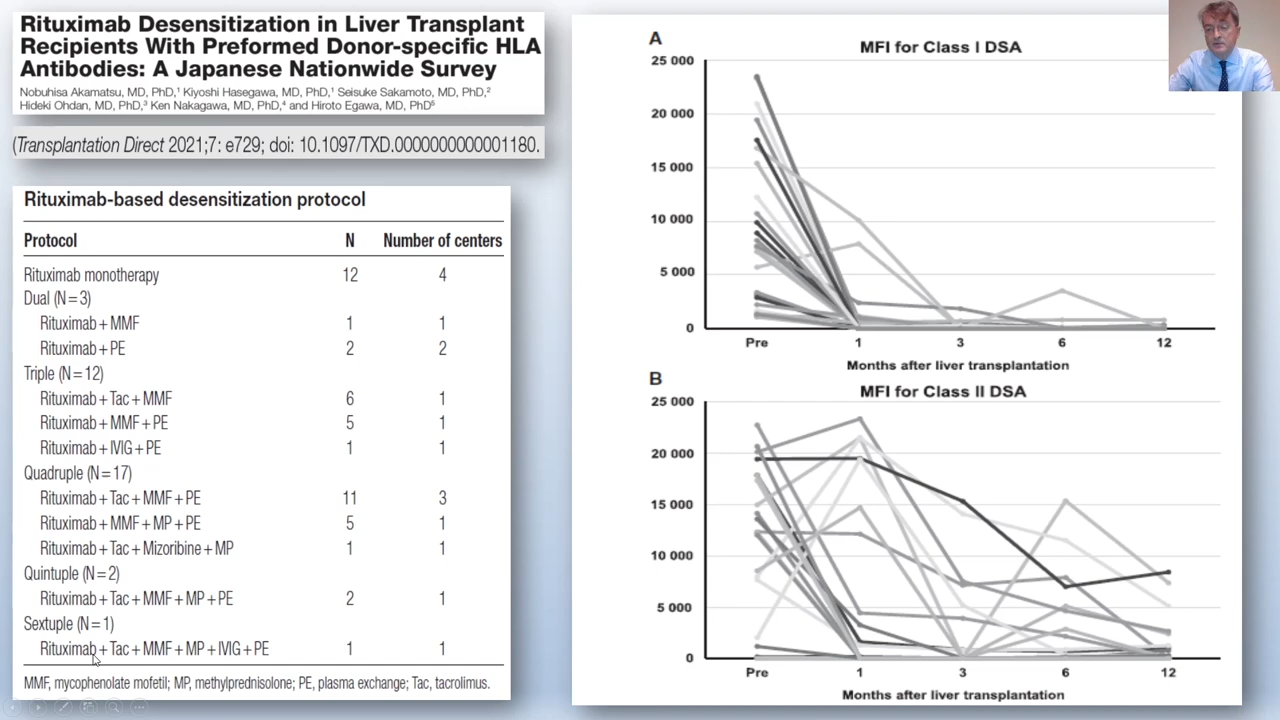 Rituximab Desensitization in Liver Transplant
Recipients With Preformed Donor-specific HLA
Antibodies: A Japanese Nationwide Survey
Nobuhisa Akamatsu, MD, PhD,1 Kiyoshi Hasegawa, MD, PhD,1 Seisuke Sakamoto, MD, PhD,2
Hideki Ohdan, MD, PhD,3 Ken Nakagawa, MD, PhD,4 and Hiroto Egawa, MD, PhD5
(Transplantation Direct 2021;7: e729; doi: 10.1097/TXD.0000000000001180.
Rituximab-based desensitization protocol
Protocol N Number of centers
Rituximab monotherapy 12 4
Dual (N=3)
Rituximab+MMF 1 1
Rituximab+PE 2 2
Triple (N=12)
Rituximab+Tac+MMF 6 1
Rituximab+MMF+PE 5 1
Rituximab+IVIG+PE 1 1
Quadruple (N=17)
Rituximab+Tac+MMF+PE 11 3
Rituximab+MMF+MP+PE 5 1
Rituximab+Tac+Mizoribine+MP 1 1
Quintuple (N=2)
Rituximab+Tac+MMF+MP+PE 2 1
Sextuple (N=1)
Rituximab+Tac+MMF+MP+IVIG+PE 1 1
MMF, mycophenolate mofetil; MP, methylprednisolone; PE, plasma exchange; Tac, tacrolimus.
A
MFI for Class I DSA
25 000
20 000
15 000
10 000
5 000
0
Pre 1 3 6 12
Months after liver transplantation
B
MFI for Class II DSA
25 000
20 000
15 000
10 000
5 000
0
Pre 1 3 6 12
Months after liver transplantation